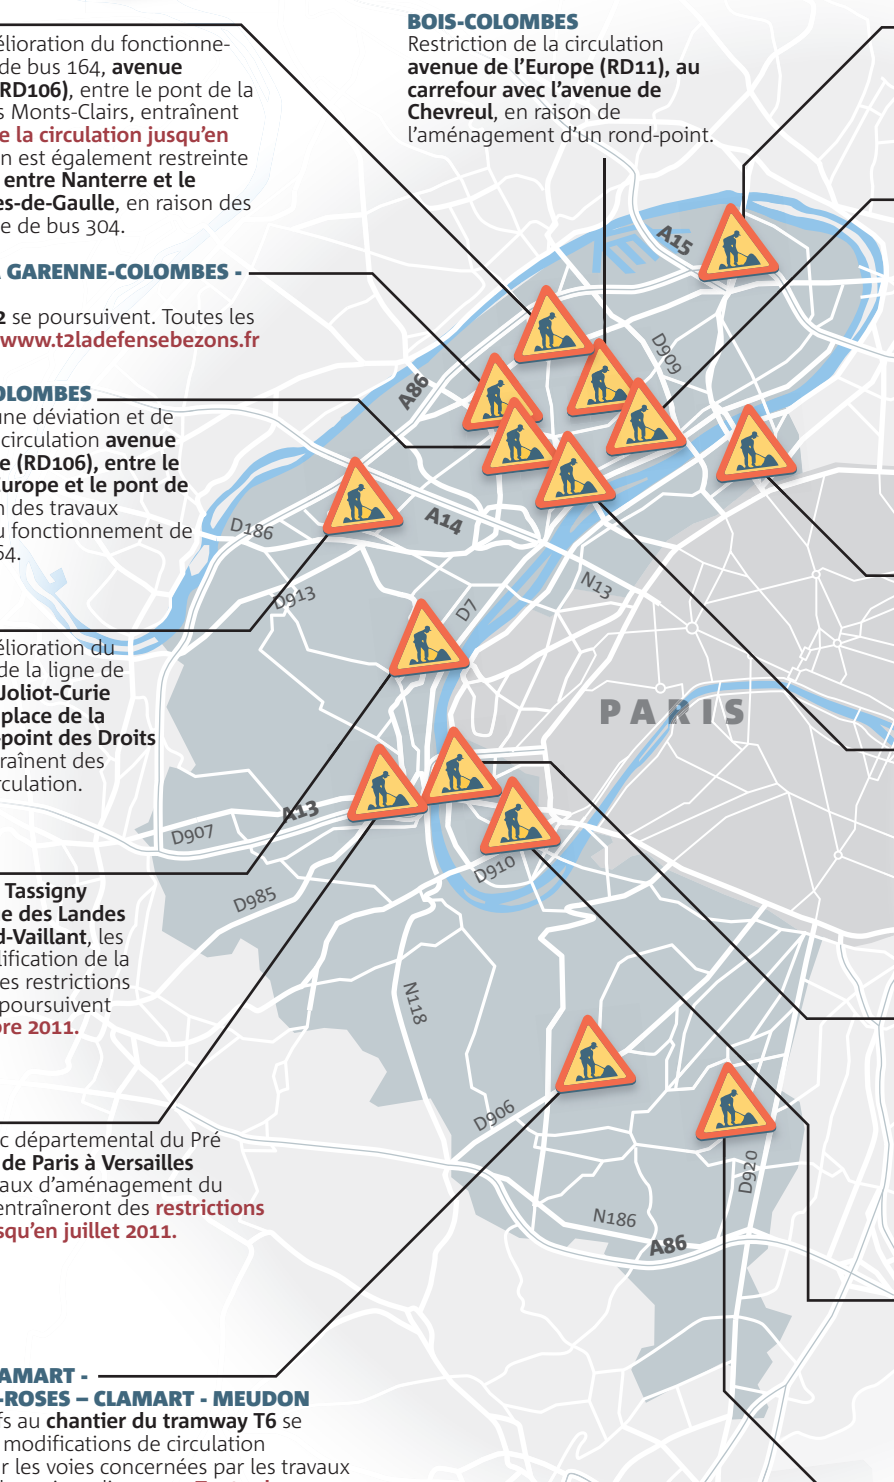 BOIS-COLOMBES
Restriction de la circulation
avenue de l'Europe (RD11), au
carrefour avec l'avenue de
Chevreul, en raison de
l'aménagement d'un rond-point.
élioration du fonctionne-
de bus 164, avenue
RD106), entre le pont de la
s Monts-Clairs, entraînent
e la circulation jusqu'en
n est également restreinte
entre Nanterre et le
es-de-Gaulle, en raison des
e de bus 304.
GARENNE-COLOMBES -
2 se poursuivent. Toutes les
www.t2ladefensebezons.fr
OLOMBES
une déviation et de
circulation avenue
e (RD106), entre le
Europe et le pont de
n des travaux
u fonctionnement de
64.
élioration du
de la ligne de
Joliot-Curie
place de la
-point des Droits
raînent des
rculation.
Tassigny
e des Landes
d-Vaillant, les
lification de la
es restrictions
poursuivent
bre 2011.
c départemental du Pré
de Paris à Versailles
aux d'aménagement du
entraîneront des restrictions
squ'en juillet 2011.
AMART -
-ROSES – CLAMART - MEUDON
fs au chantier du tramway T6 se
modifications de circulation
r les voies concernées par les travaux
A15
D909
A86
A14
D186
D913
D7
N13
PARIS
A13
D907
D910
D985
N118
D906
D920
N186
A86